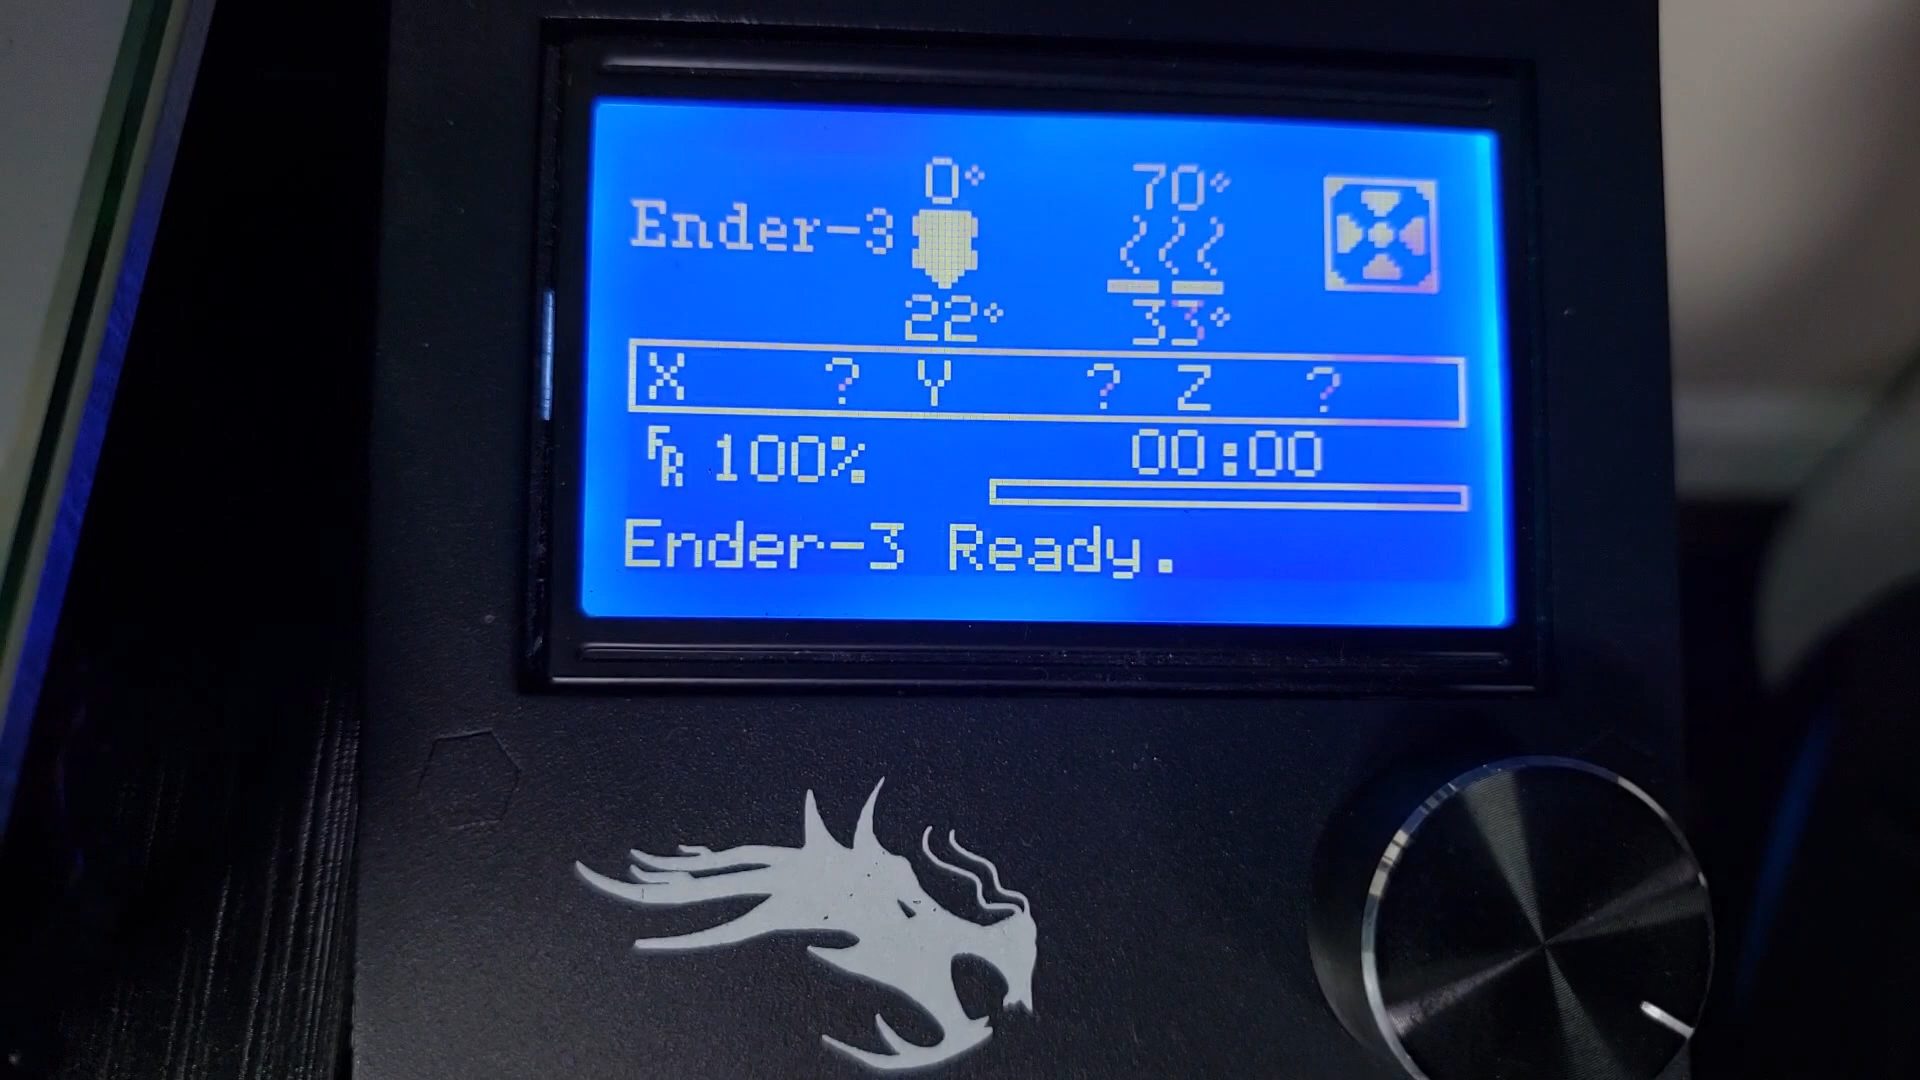 0° 70°
Ender-3
22° 33°
X ? Y ? Z ?
FR 100% 00:00
Ender-3 Ready.